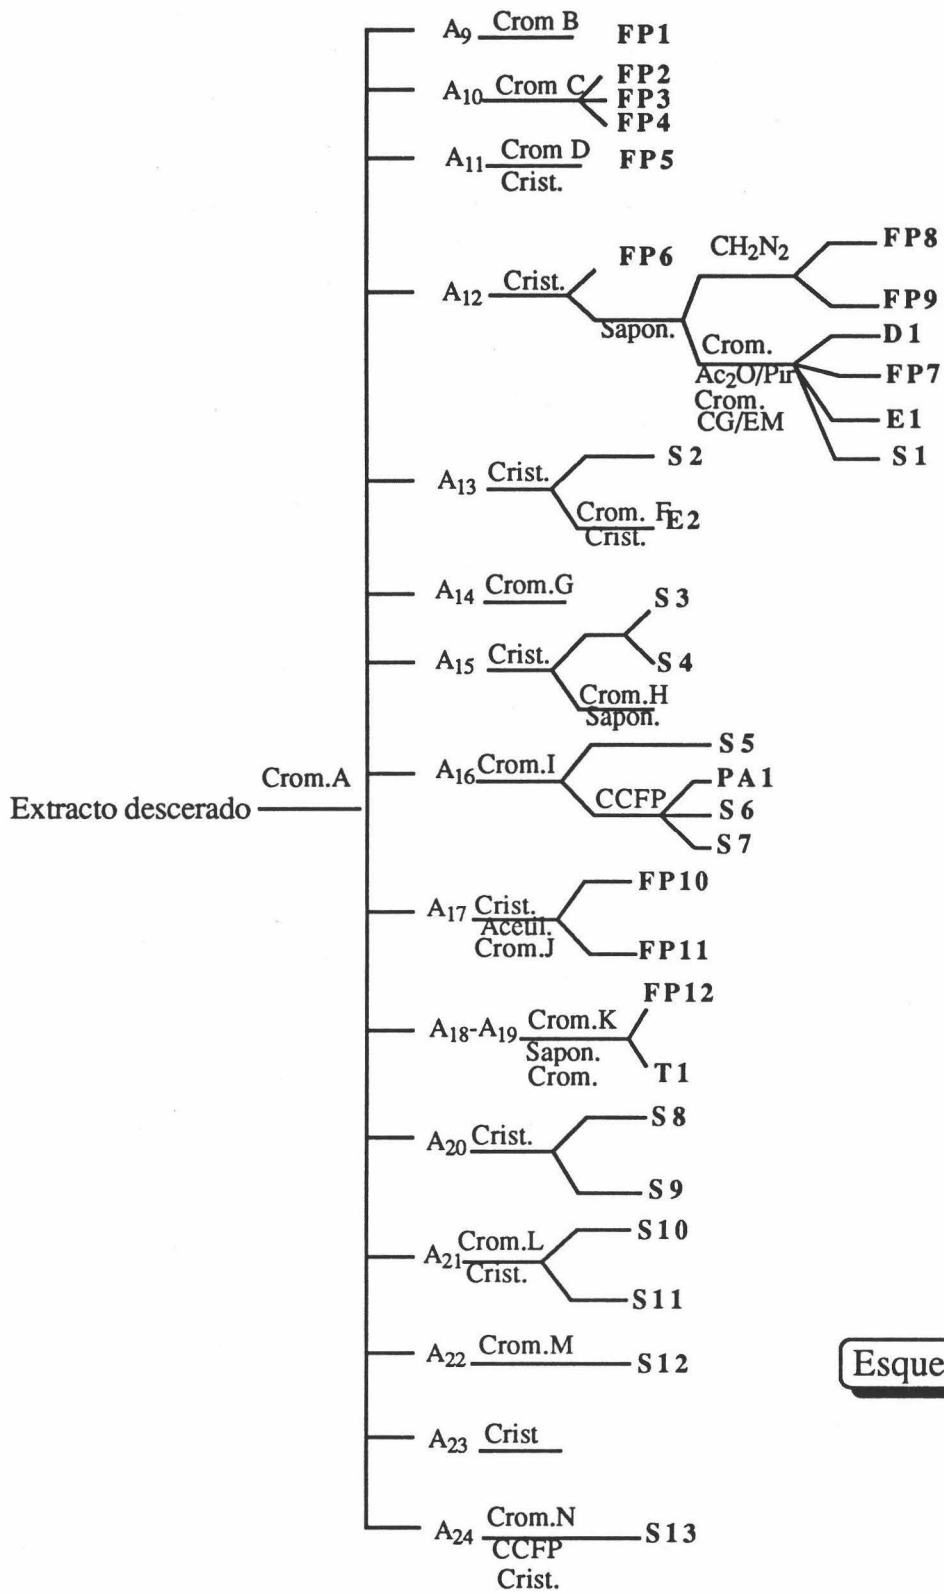 A9 Crom B FP1
A10 Crom C FP2
FP3
FP4
A11 Crom D FP5
Crist.
A12 Crist. FP6
Sapon.
CH2N2 FP8
FP9
Crom. D1
Ac2O/Pir FP7
Crom. E1
CG/EM S1
A13 Crist. S2
Crom. F E2
Crist.
A14 Crom.G
A15 Crist. S3
S4
Crom.H
Sapon.
Extracto descerado Crom.A
A16 Crom.I S5
CCFP PA1
S6
S7
A17 Crist. FP10
Acetil.
Crom.J FP11
A18-A19 Crom.K FP12
Sapon.
Crom. T1
A20 Crist. S8
S9
A21 Crom.L S10
Crist. S11
A22 Crom.M S12
Esque
A23 Crist
A24 Crom.N S13
CCFP
Crist.